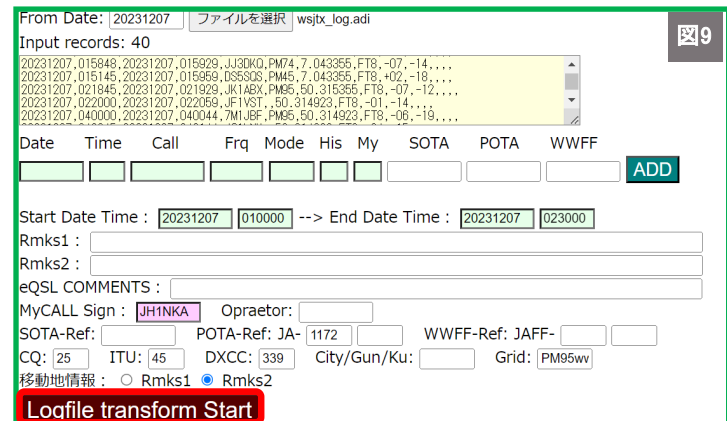 From Date: 20231207 ファイルを選択 wsjtx_log.adi
図9
Input records: 40
20231207,015848,20231207,015929,JJ3DKQ,PM74,7.043355,FT8,-07,-14,,,,
20231207,015145,20231207,015959,DS5SQS,PM45,7.043355,FT8,+02,-18,,,,
20231207,021845,20231207,021929,JK1ABX,PM95,50.315355,FT8,-07,-12,,,,
20231207,022000,20231207,022059,JF1VST,,50.314923,FT8,-01,-14,,,,
20231207,040000,20231207,040044,7M1JBF,PM95,50.314923,FT8,-06,-19,,,,
Date Time Call Frq Mode His My SOTA POTA WWFF
ADD
Start Date Time : 20231207 010000 --> End Date Time : 20231207 023000
Rmks1 :
Rmks2 :
eQSL COMMENTS :
MyCALL Sign : JH1NKA Opraetor:
SOTA-Ref: POTA-Ref: JA- 1172 WWFF-Ref: JAFF-
CQ: 25 ITU: 45 DXCC: 339 City/Gun/Ku: Grid: PM95wv
移動地情報： Rmks1 Rmks2
Logfile transform Start